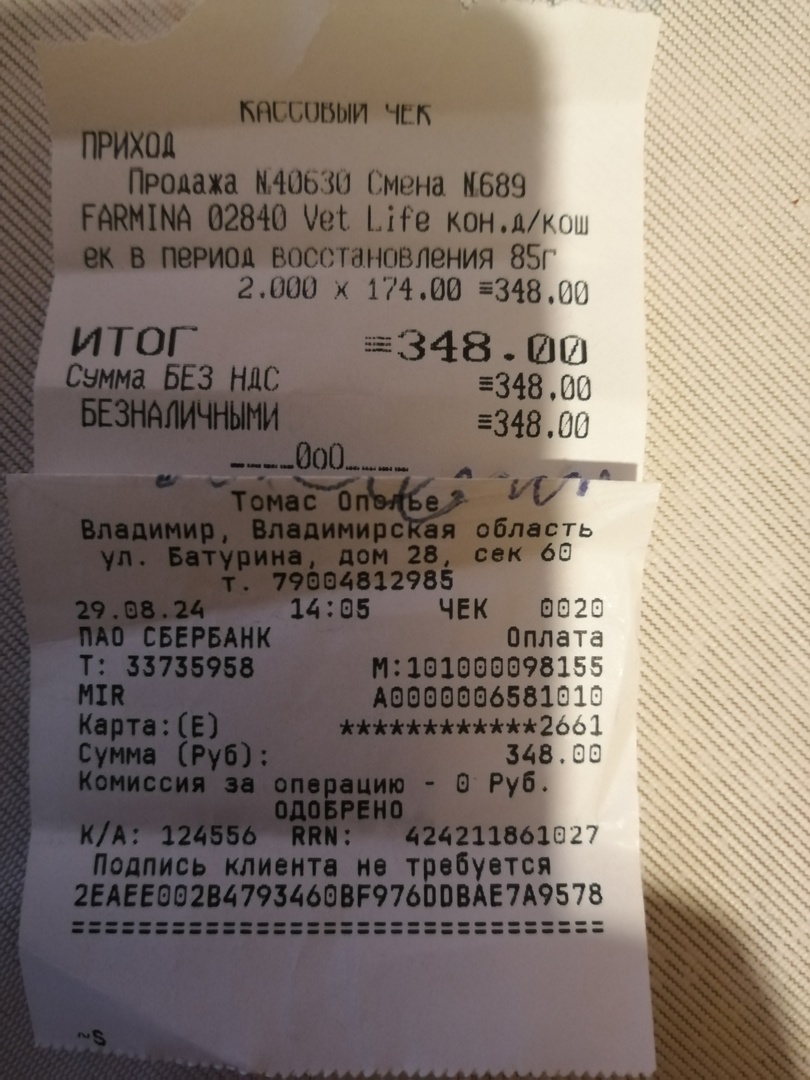 КАССОВЫЙ ЧЕК
ПРИХОД
Продажа №40630 Смена №689
FARMINA 02840 Vet Life кон.д/кош
ек в период восстановления 85г
2.000 x 174.00 ≡348.00
ИТОГ ≡348.00
Сумма БЕЗ НДС ≡348.00
БЕЗНАЛИЧНЫМИ ≡348.00
Томас Ополье
Владимир, Владимирская область
ул. Батурина, дом 28, сек 60
т. 79004812985
29.08.24 14:05 ЧЕК 0020
ПАО СБЕРБАНК Оплата
Т: 33735958 М:101000098155
MIR A0000006581010
Карта:(Е) ************2661
Сумма (Руб): 348.00
Комиссия за операцию - 0 Руб.
ОДОБРЕНО
К/А: 124556 RRN: 424211861027
Подпись клиента не требуется
2EAEE002B4793460BF976DDBAE7A9578
==================================
~S